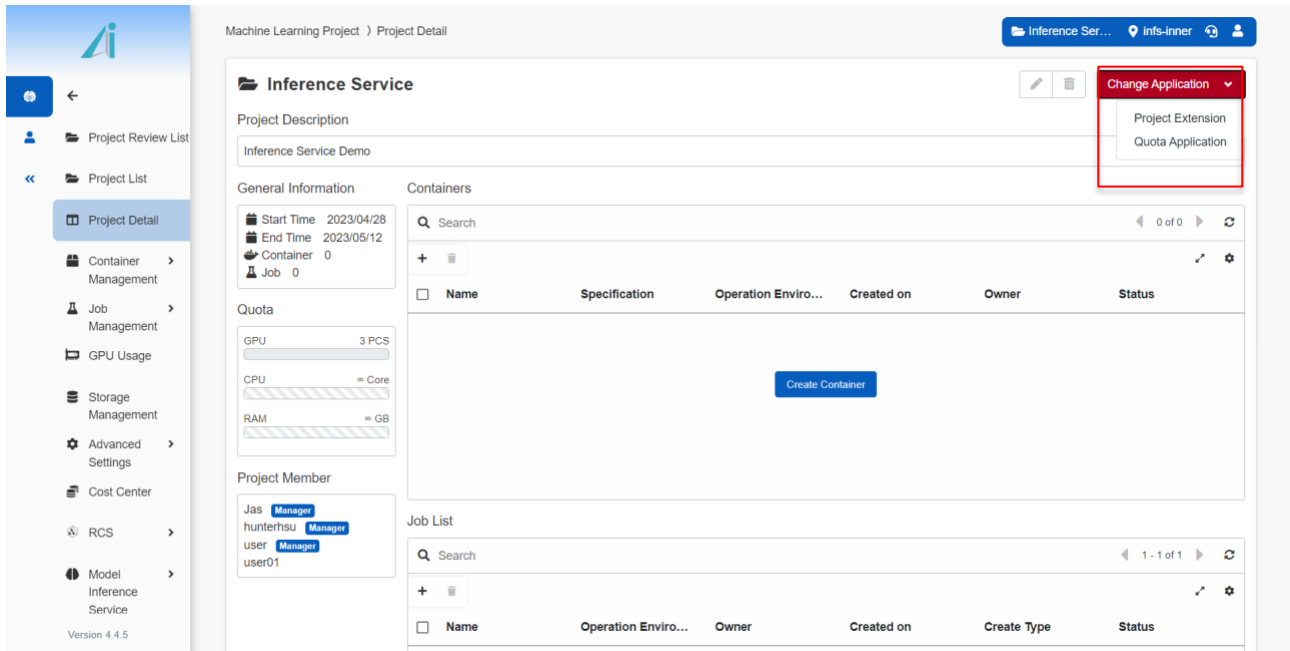 Ai
Machine Learning Project 〉 Project Detail
Inference Ser... infs-inner
Inference Service
Change Application
Project Extension
Quota Application
Project Description
Inference Service Demo
Project Review List
Project List
Project Detail
Container
Management
Job
Management
GPU Usage
Storage
Management
Advanced
Settings
Cost Center
RCS
Model
Inference
Service
Version 4.4.5
General Information
Start Time 2023/04/28
End Time 2023/05/12
Container 0
Job 0
Quota
GPU 3 PCS
CPU ∞ Core
RAM ∞ GB
Project Member
Jas Manager
hunterhsu Manager
user Manager
user01
Containers
Search 0 of 0
Name Specification Operation Enviro... Created on Owner Status
Create Container
Job List
Search 1 - 1 of 1
Name Operation Enviro... Owner Created on Create Type Status